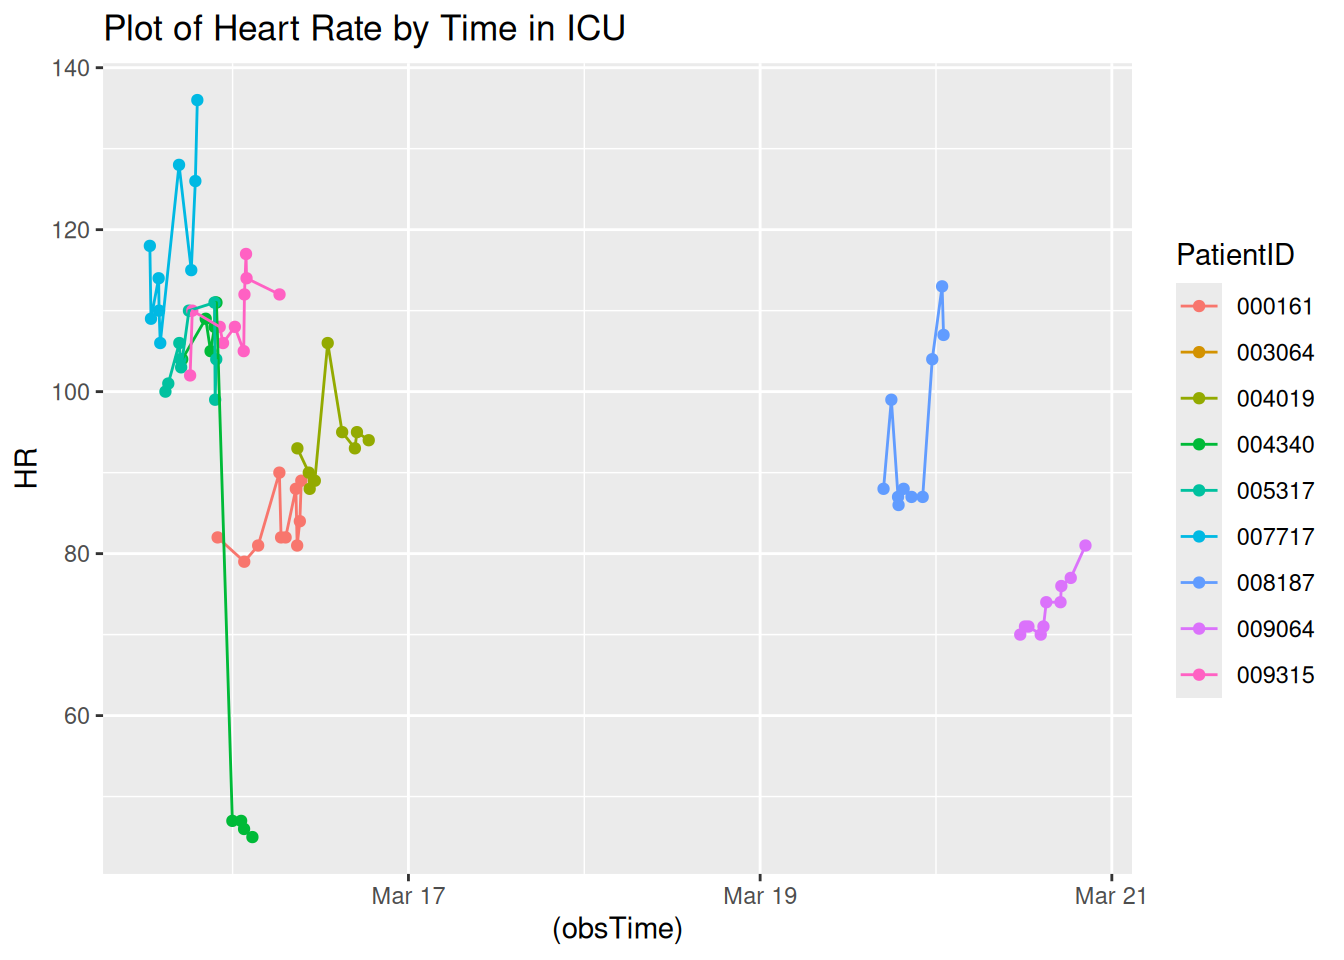 Plot of Heart Rate by Time in ICU
140
120
100
80
60
HR
Mar 17
Mar 19
Mar 21
(obsTime)
PatientID
000161
003064
004019
004340
005317
007717
008187
009064
009315